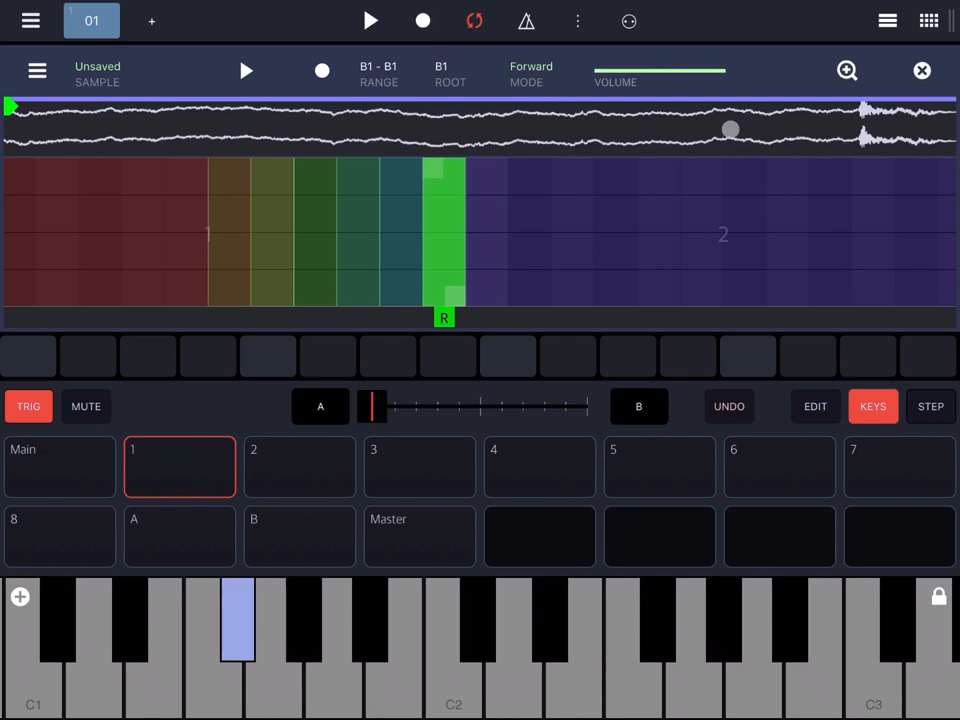 1
01
+
Unsaved
SAMPLE
B1 - B1
RANGE
B1
ROOT
Forward
MODE
VOLUME
1
2
R
TRIG
MUTE
A
B
UNDO
EDIT
KEYS
STEP
Main
1
2
3
4
5
6
7
8
A
B
Master
C1
C2
C3